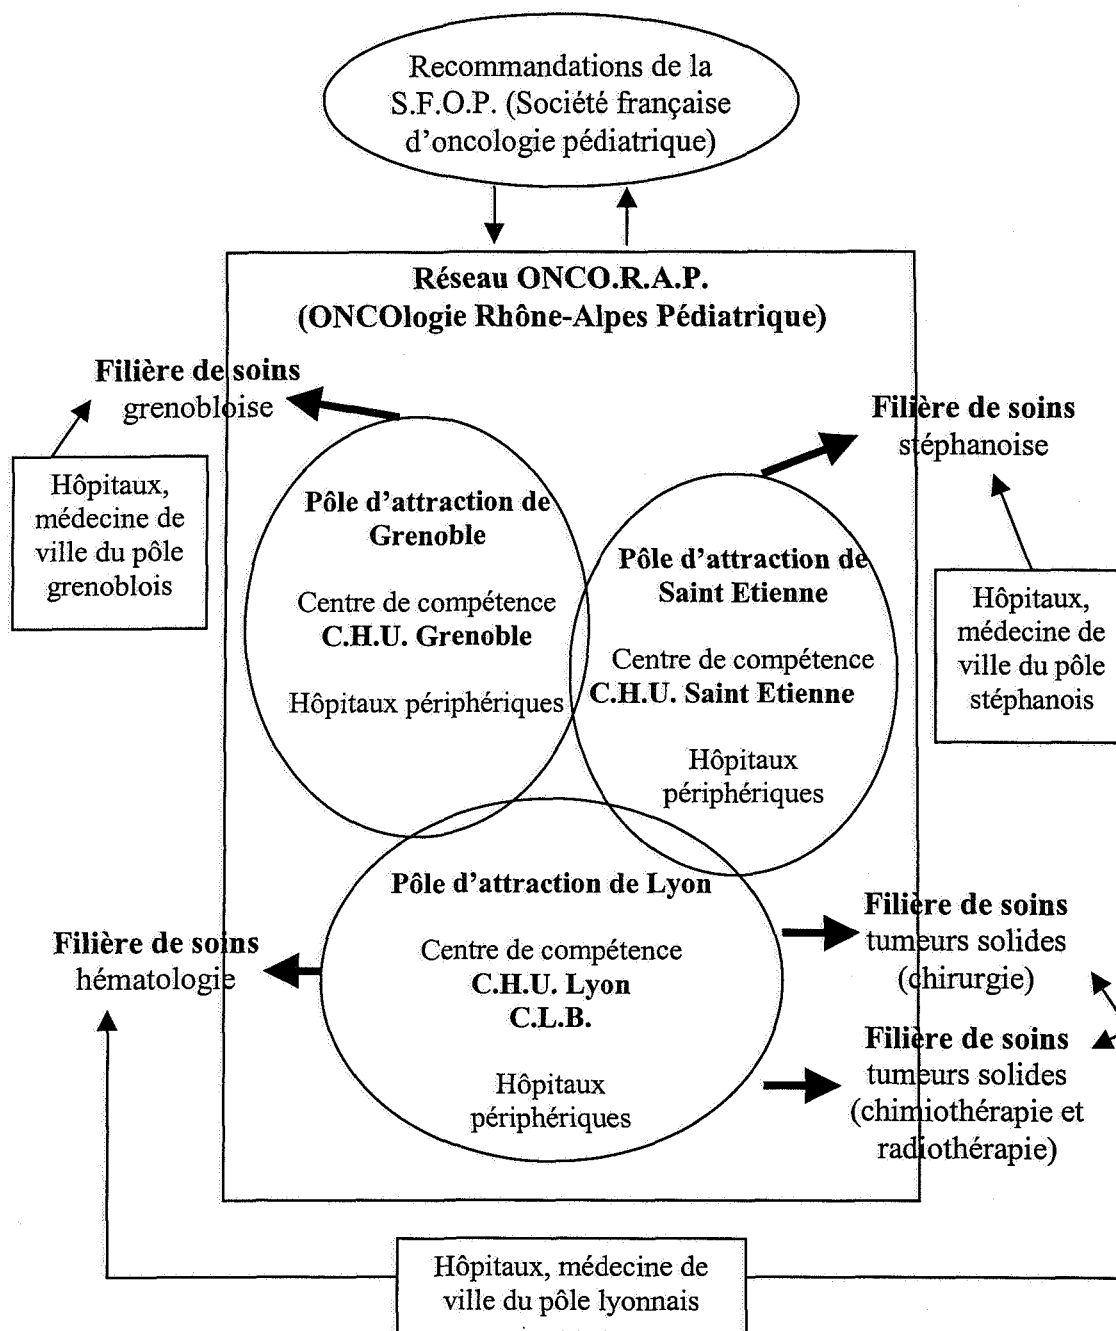 Recommandations de la
S.F.O.P. (Société française
d'oncologie pédiatrique)
Réseau ONCO.R.A.P.
(ONCOlogie Rhône-Alpes Pédiatrique)
Filière de soins
grenobloise
Filière de soins
stéphanoise
Hôpitaux,
médecine de
ville du pôle
grenoblois
Pôle d'attraction de
Grenoble
Centre de compétence
C.H.U. Grenoble
Hôpitaux périphériques
Pôle d'attraction de
Saint Etienne
Centre de compétence
C.H.U. Saint Etienne
Hôpitaux
périphériques
Hôpitaux,
médecine de
ville du pôle
stéphanois
Pôle d'attraction de Lyon
Centre de compétence
C.H.U. Lyon
C.L.B.
Hôpitaux
périphériques
Filière de soins
hématologie
Filière de soins
tumeurs solides
(chirurgie)
Filière de soins
tumeurs solides
(chimiothérapie et
radiothérapie)
Hôpitaux, médecine de
ville du pôle lyonnais